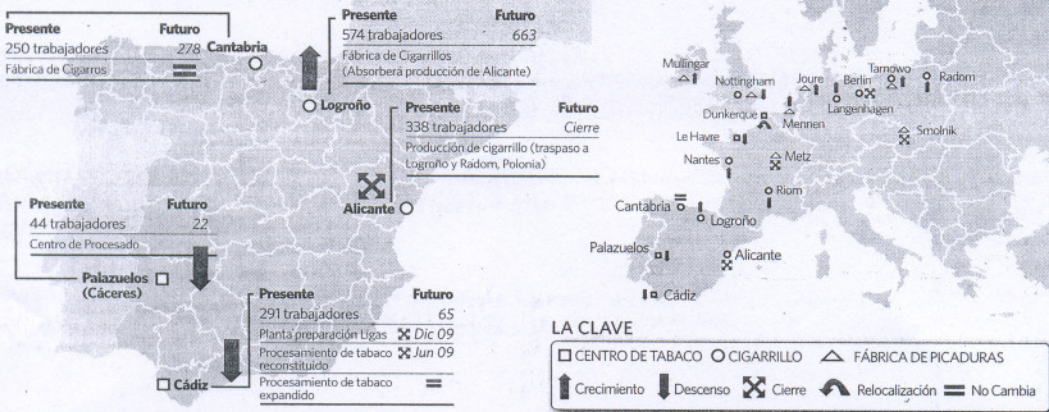 Presente Futuro
250 trabajadores 278
Fábrica de Cigarros
Cantabria
Presente Futuro
574 trabajadores 663
Fábrica de Cigarrillos
(Absorberá producción de Alicante)
Logroño
Presente Futuro
338 trabajadores Cierre
Producción de cigarrillo (traspaso a
Logroño y Radom, Polonia)
Alicante
Presente Futuro
44 trabajadores 22
Centro de Procesado
Palazuelos
(Cáceres)
Presente Futuro
291 trabajadores 65
Planta preparación Ligas Dic 09
Procesamiento de tabaco Jun 09
reconstituido
Procesamiento de tabaco
expandido
Cádiz
Mullingar
Nottingham
Joure
Berlin
Tarnowo
Radom
Dunkerque
Mennen
Langenhagen
Le Havre
Smolnik
Nantes
Metz
Riom
Cantabria
Logroño
Palazuelos
Alicante
Cádiz
LA CLAVE
CENTRO DE TABACO CIGARRILLO FÁBRICA DE PICADURAS
Crecimiento Descenso Cierre Relocalización No Cambia